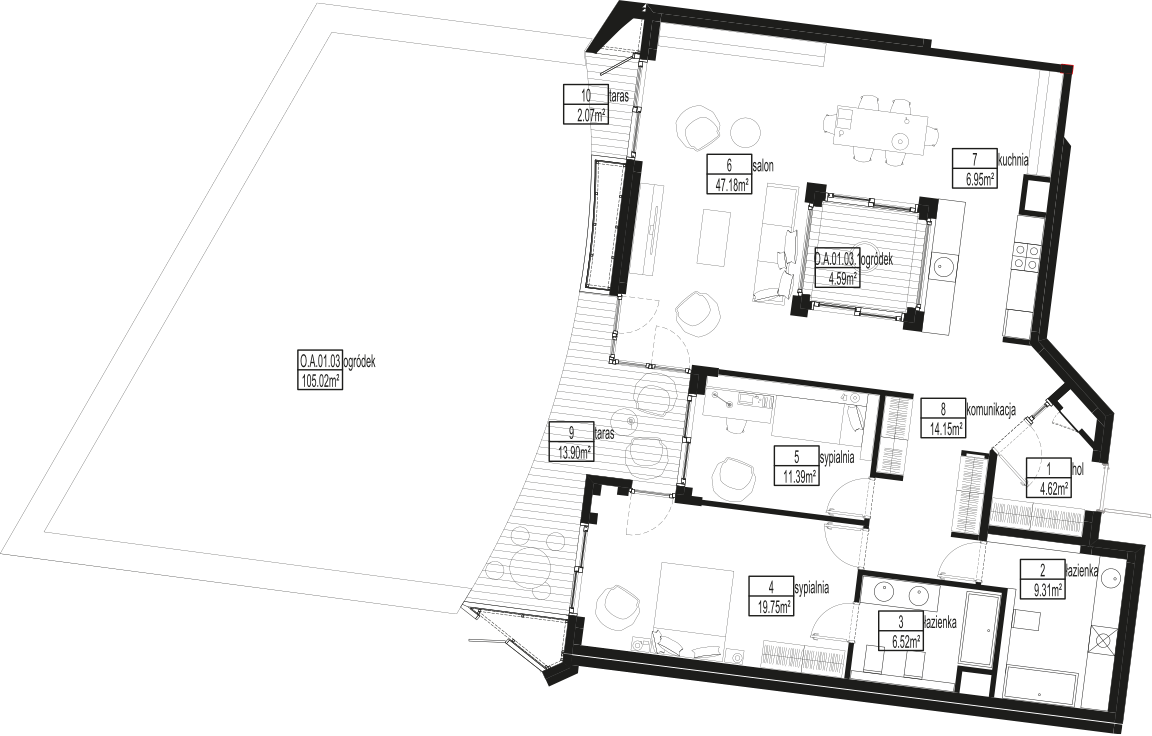 10 taras
2.07m²
6 salon
47.18m²
7 kuchnia
6.95m²
O.A.01.03.1ogródek
4.59m²
O.A.01.03 ogródek
105.02m²
9 taras
13.90m²
8 komunikacja
14.15m²
5 sypialnia
11.39m²
1 hol
4.62m²
4 sypialnia
19.75m²
2 łazienka
9.31m²
3 łazienka
6.52m²